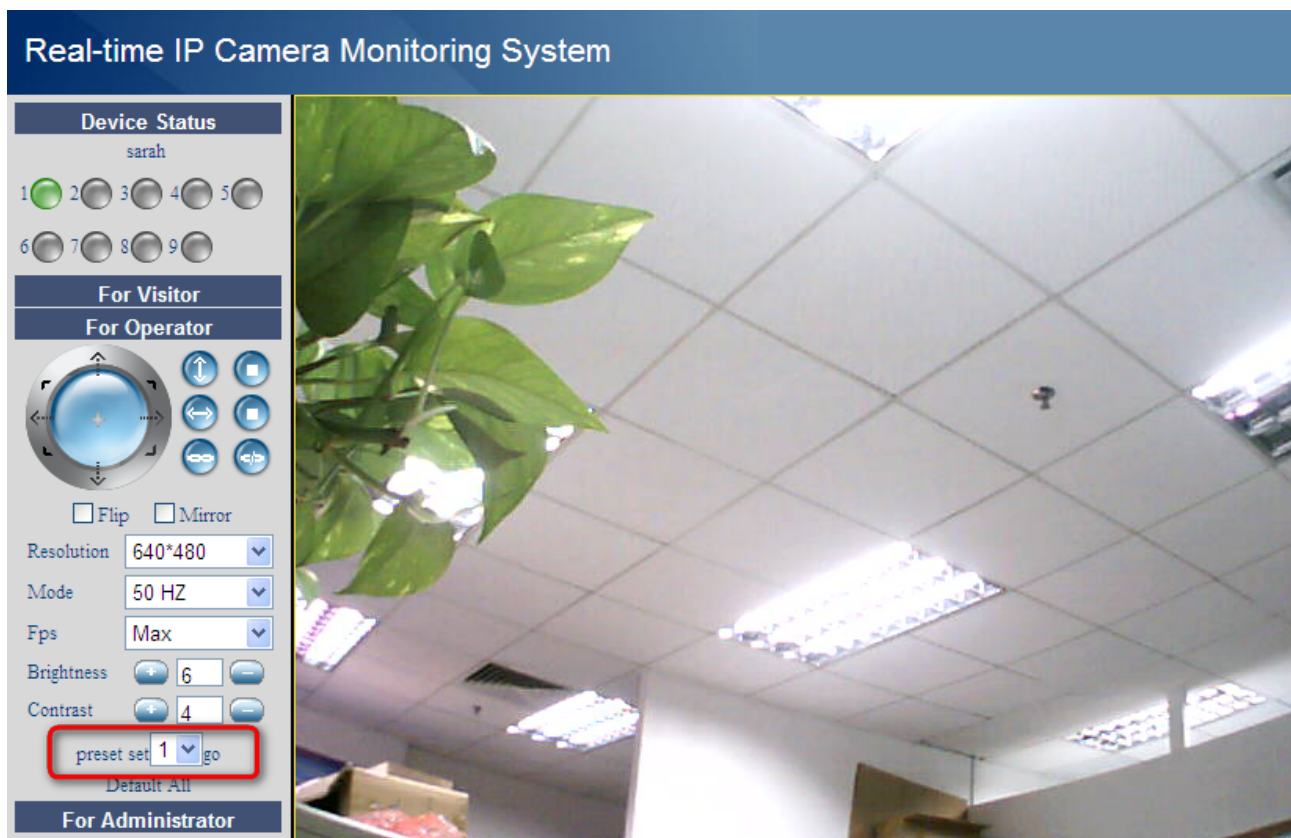 Real-time IP Camera Monitoring System
Device Status
sarah
1 2 3 4 5
6 7 8 9
For Visitor
For Operator
Flip Mirror
Resolution 640*480
Mode 50 HZ
Fps Max
Brightness + 6 −
Contrast + 4 −
preset set 1 go
Default All
For Administrator